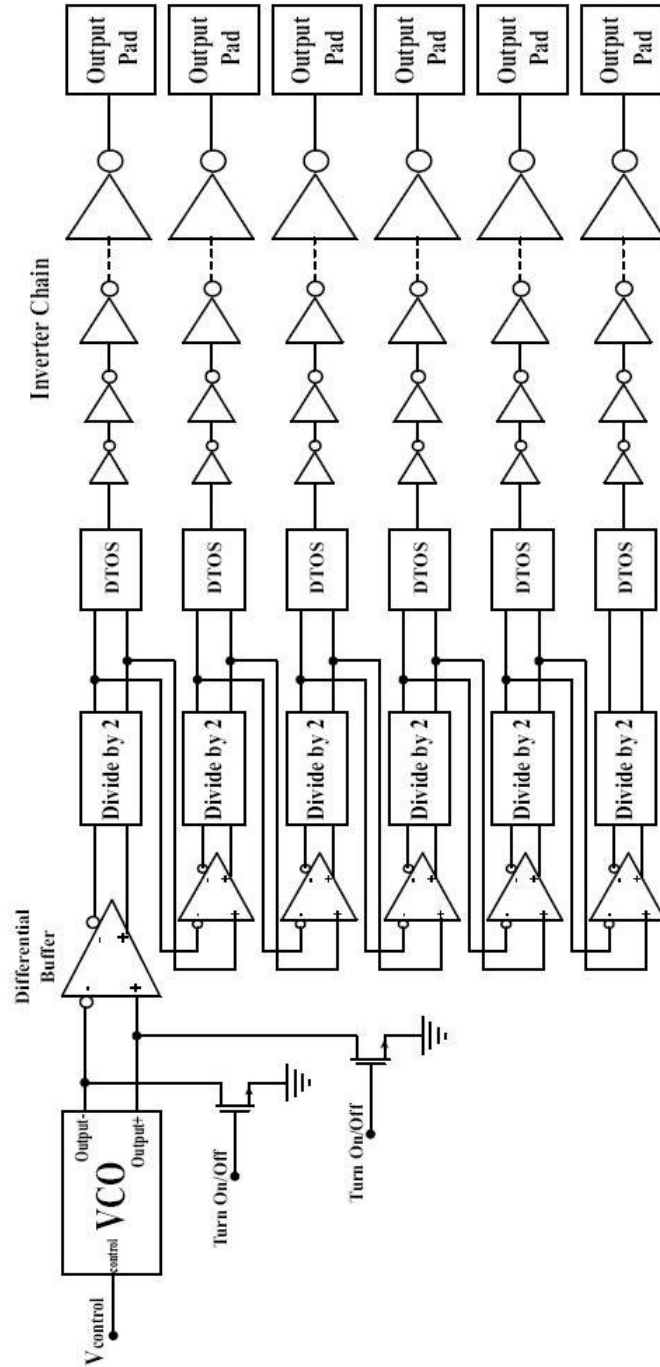 Inverter Chain
Differential
Buffer
Vcontrol
control
VCO
Output-
Output+
-
+
-
+
Divide by 2
DTOS
Output
Pad
Turn On/Off
Turn On/Off
-
+
-
+
Divide by 2
DTOS
Output
Pad
-
+
-
+
Divide by 2
DTOS
Output
Pad
-
+
-
+
Divide by 2
DTOS
Output
Pad
-
+
-
+
Divide by 2
DTOS
Output
Pad
-
+
-
+
Divide by 2
DTOS
Output
Pad